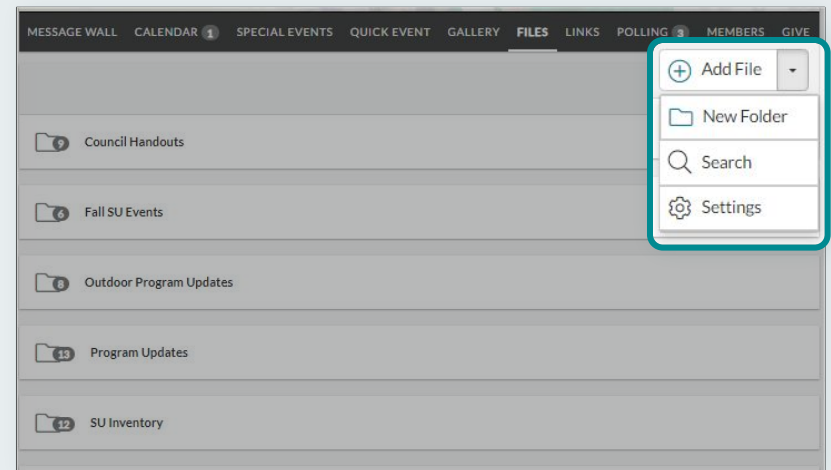 MESSAGE WALL CALENDAR 1 SPECIAL EVENTS QUICK EVENT GALLERY FILES LINKS POLLING 3 MEMBERS GIVE
Add File
New Folder
Search
Settings
9 Council Handouts
6 Fall SU Events
8 Outdoor Program Updates
13 Program Updates
12 SU Inventory